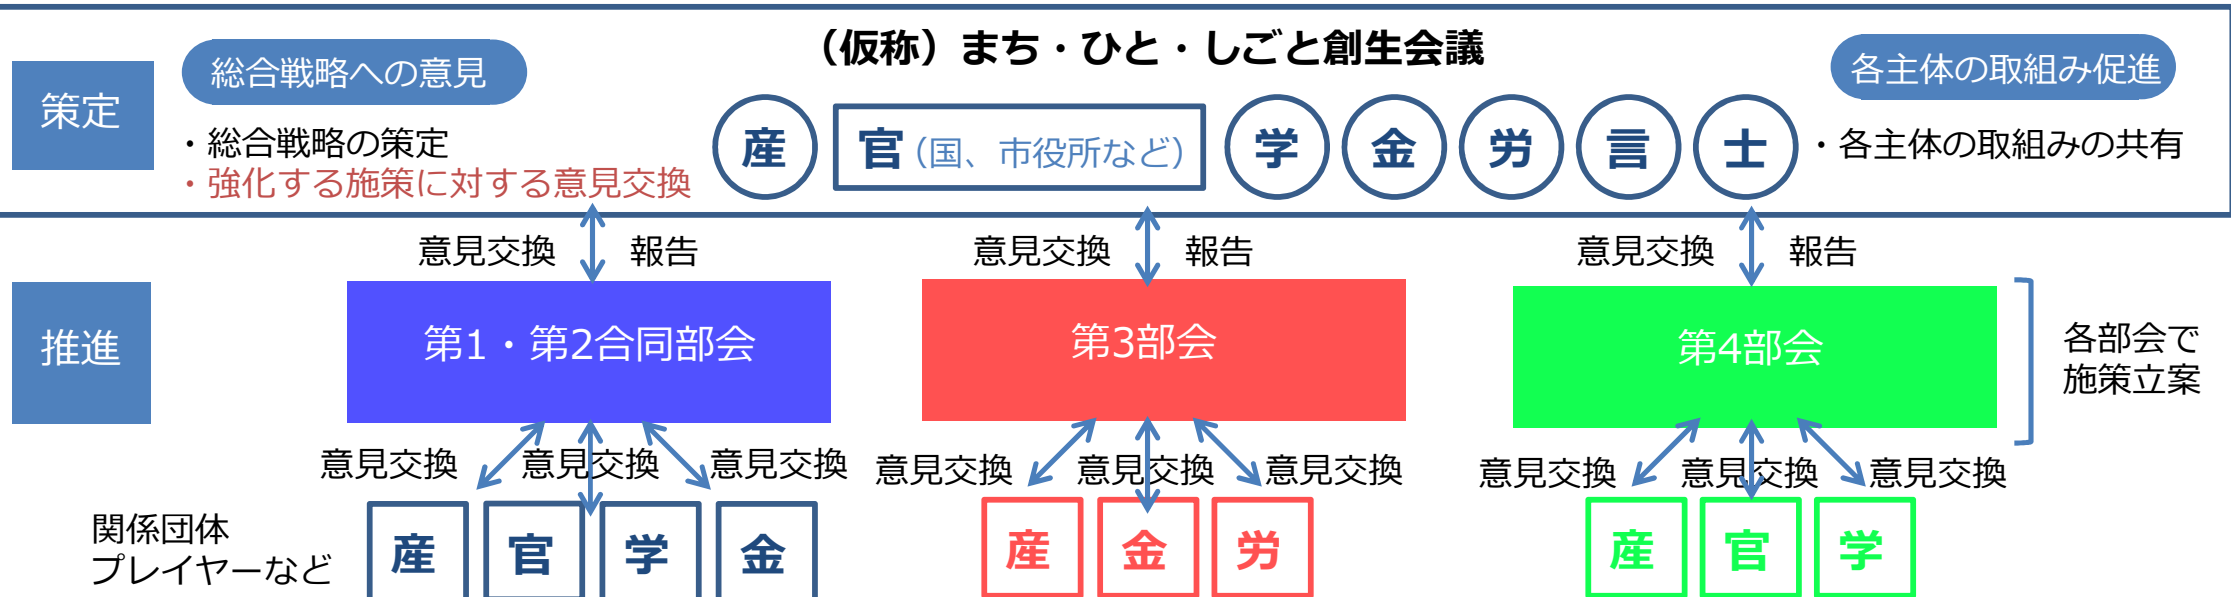 （仮称）まち・ひと・しごと創生会議
策定
総合戦略への意見
・総合戦略の策定
・強化する施策に対する意見交換
産
官（国、市役所など）
学
金
労
言
士
各主体の取組み促進
・各主体の取組みの共有
意見交換 報告
意見交換 報告
意見交換 報告
推進
第1・第2合同部会
第3部会
第4部会
各部会で
施策立案
意見交換 意見交換 意見交換
意見交換 意見交換 意見交換
意見交換 意見交換 意見交換
関係団体
プレイヤーなど
産 官 学 金
産 金 労
産 官 学